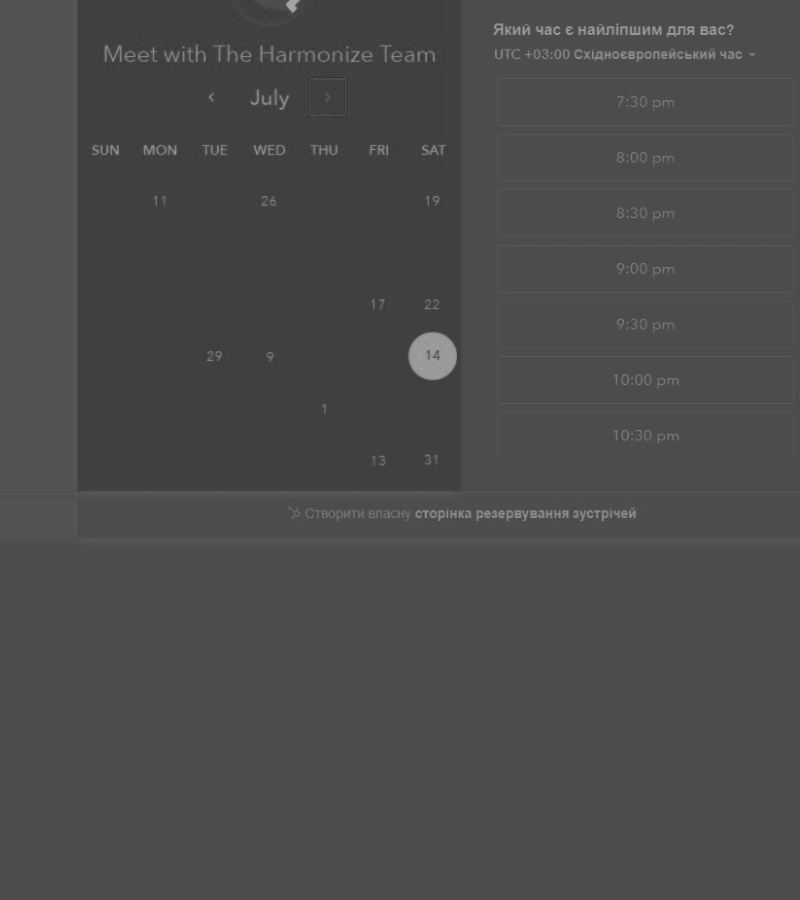 Meet with The Harmonize Team
July
SUN MON TUE WED THU FRI SAT
11 26 19
17 22
29 9 14
1
13 31
Який час є найліпшим для вас?
UTC +03:00 Східноєвропейський час
7:30 pm
8:00 pm
8:30 pm
9:00 pm
9:30 pm
10:00 pm
10:30 pm
Створити власну сторінка резервування зустрічей